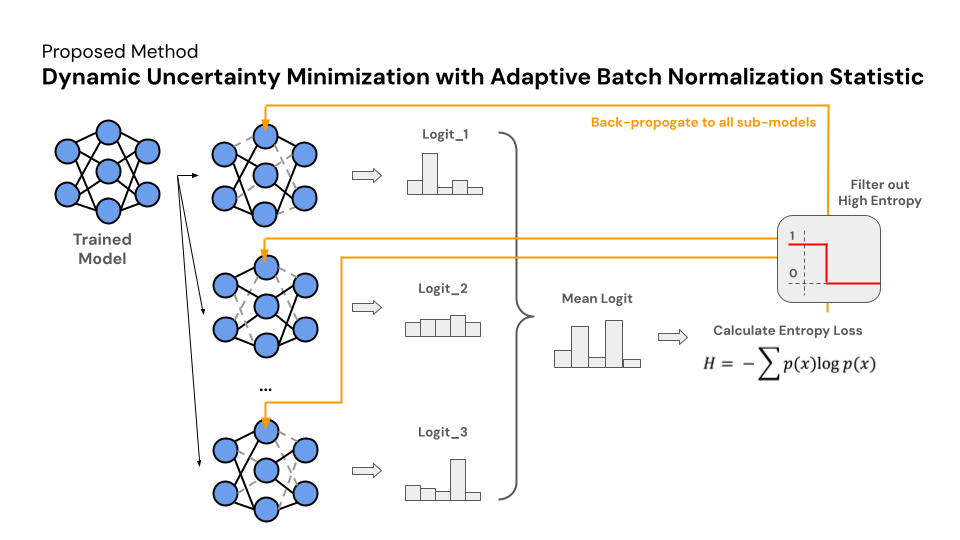 Proposed Method
Dynamic Uncertainty Minimization with Adaptive Batch Normalization Statistic
Back-propogate to all sub-models
Logit_1
Filter out
High Entropy
Trained
Model
1
0
Logit_2
Mean Logit
Calculate Entropy Loss
H = − ∑ p(x)log p(x)
...
Logit_3